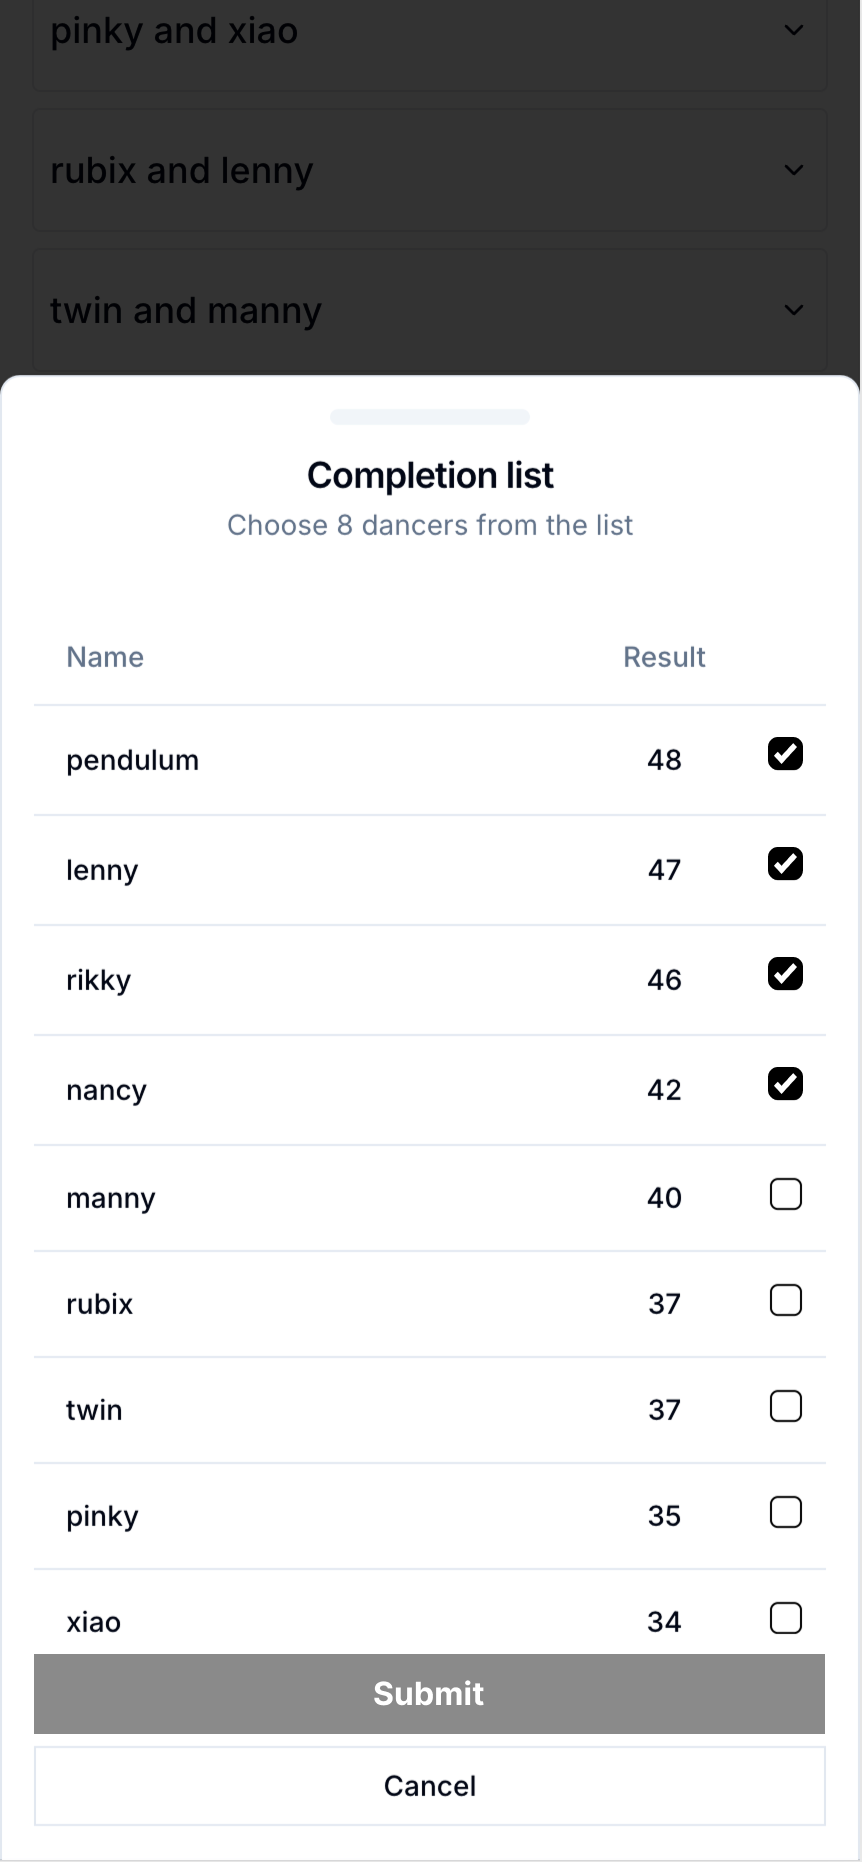 pinky and xiao
rubix and lenny
twin and manny
Completion list
Choose 8 dancers from the list
Name Result
pendulum 48
lenny 47
rikky 46
nancy 42
manny 40
rubix 37
twin 37
pinky 35
xiao 34
Submit
Cancel